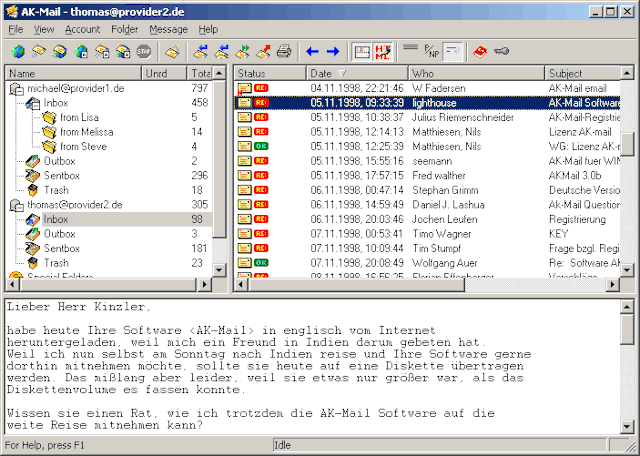 AK-Mail - thomas@provider2.de
File View Account Folder Message Help
P/NP
Name Unrd Tota
michael@provider1.de 797
Inbox 458
from Lisa 5
from Melissa 14
from Steve 4
Outbox 2
Sentbox 296
Trash 18
thomas@provider2.de 305
Inbox 98
Outbox 3
Sentbox 181
Trash 23
Special Folders
Status Date Who Subject
RE: 04.11.1998, 22:21:46 W Fadersen AK-Mail email
RE: 05.11.1998, 09:33:39 lighthouse AK-Mail Software
RE: 05.11.1998, 10:38:37 Julius Riemenschneider AK-Mail-Registrie
RE: 05.11.1998, 12:14:13 Matthiesen, Nils Lizenz AK-mail
OK 05.11.1998, 12:25:39 Matthiesen, Nils WG: Lizenz AK-m
RE: 05.11.1998, 15:55:16 seemann AK-Mail fuer WIN
RE: 05.11.1998, 17:57:15 Fred walther AKMail 3.0b
RE: 06.11.1998, 00:47:14 Stephan Grimm Deutsche Versio
RE: 06.11.1998, 14:59:49 Daniel J. Lashua AK-Mail Question
RE: 06.11.1998, 20:03:46 Jochen Leufen Registrierung
RE: 07.11.1998, 00:53:41 Timo Wagner KEY
RE: 07.11.1998, 10:09:44 Tim Stumpf Frage bzgl. Regi
OK 07.11.1998, 20:08:49 Wolfgang Auer Re: Software AK
08.11.1998, 16:56:25 Florian Effenberger Vorschläge
Lieber Herr Kinzler,
habe heute Ihre Software <AK-Mail> in englisch vom Internet
heruntergeladen, weil mich ein Freund in Indien darum gebeten hat.
Weil ich nun selbst am Sonntag nach Indien reise und Ihre Software gerne
dorthin mitnehmen möchte, sollte sie heute auf eine Diskette übertragen
werden. Das mißlang aber leider, weil sie etwas nur größer war, als das
Diskettenvolume es fassen konnte.
Wissen sie einen Rat, wie ich trotzdem die AK-Mail Software auf die
weite Reise mitnehmen kann?
For Help, press F1 Idle